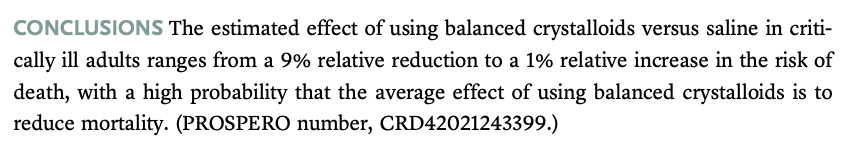 CONCLUSIONS The estimated effect of using balanced crystalloids versus saline in criti-
cally ill adults ranges from a 9% relative reduction to a 1% relative increase in the risk of
death, with a high probability that the average effect of using balanced crystalloids is to
reduce mortality. (PROSPERO number, CRD42021243399.)